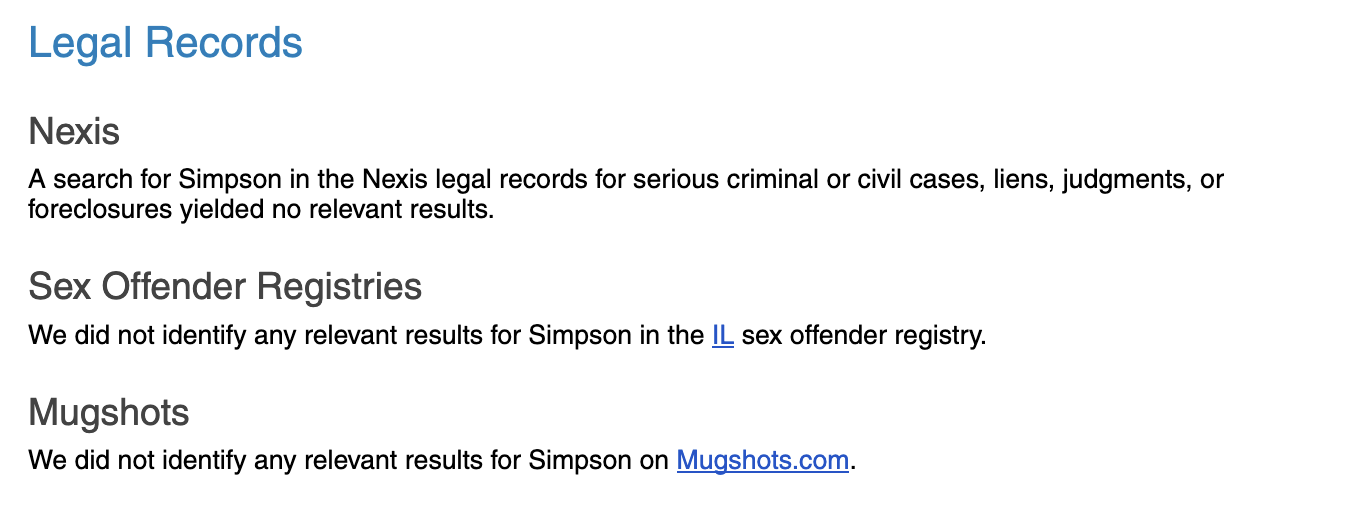 Legal Records
Nexis
A search for Simpson in the Nexis legal records for serious criminal or civil cases, liens, judgments, or
foreclosures yielded no relevant results.
Sex Offender Registries
We did not identify any relevant results for Simpson in the IL sex offender registry.
Mugshots
We did not identify any relevant results for Simpson on Mugshots.com.